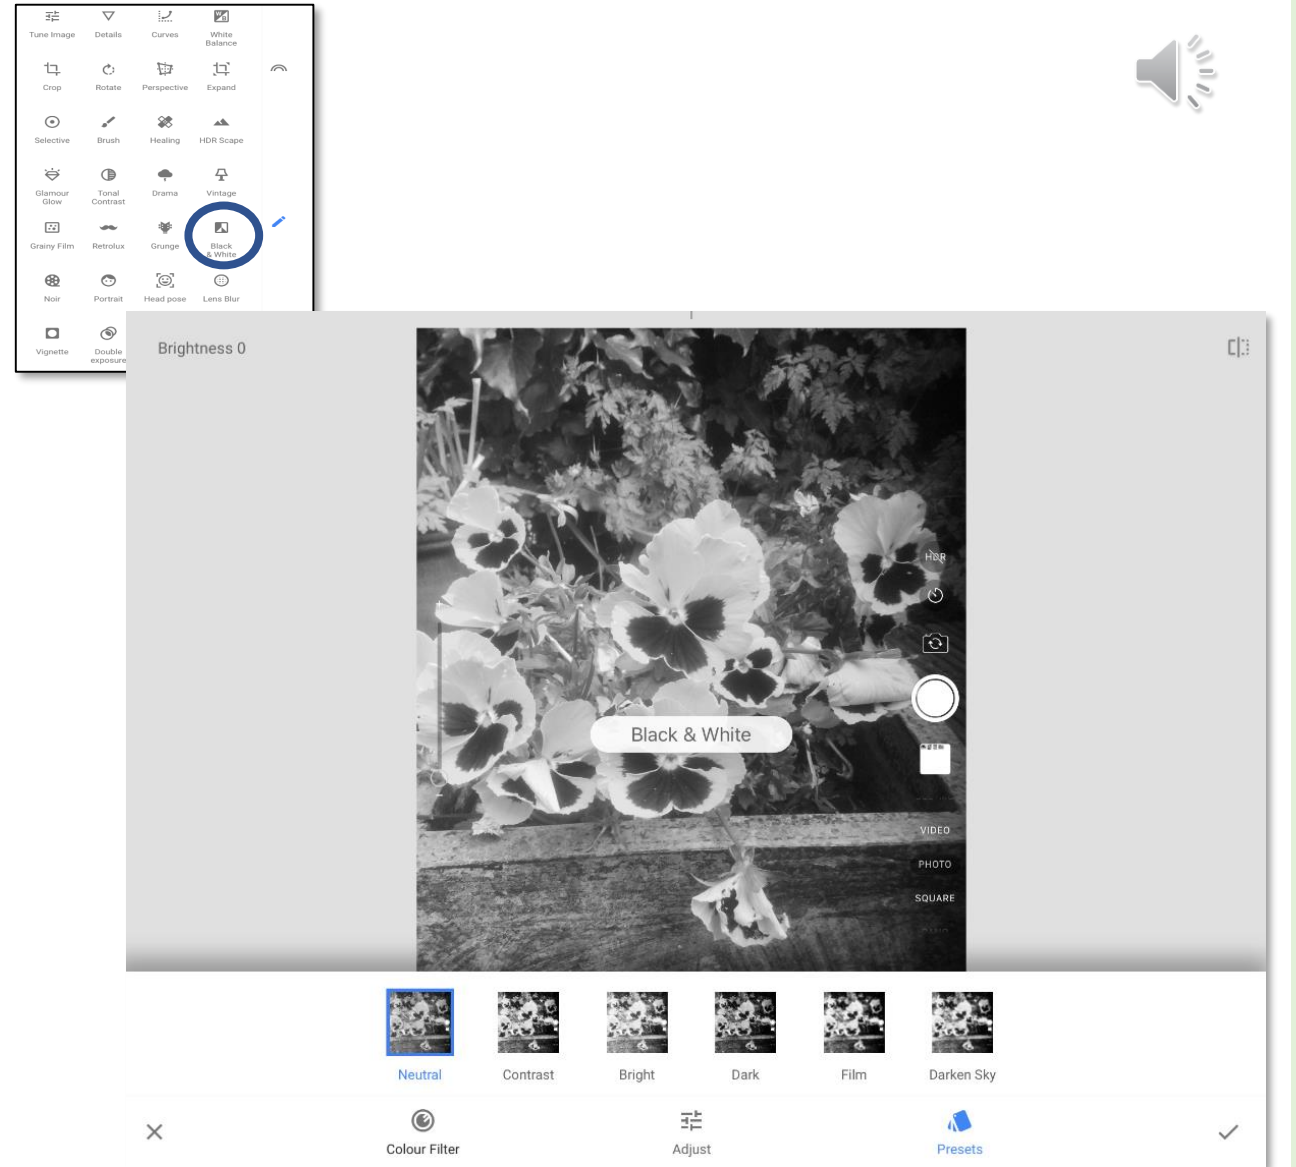 Tune Image
Details
Curves
White
Balance
Crop
Rotate
Perspective
Expand
Selective
Brush
Healing
HDR Scape
Glamour
Glow
Tonal
Contrast
Drama
Vintage
Grainy Film
Retrolux
Grunge
Black
& White
Noir
Portrait
Head pose
Lens Blur
Vignette
Double
exposure
Brightness 0
HDR
Black & White
VIDEO
PHOTO
SQUARE
Neutral
Contrast
Bright
Dark
Film
Darken Sky
Colour Filter
Adjust
Presets